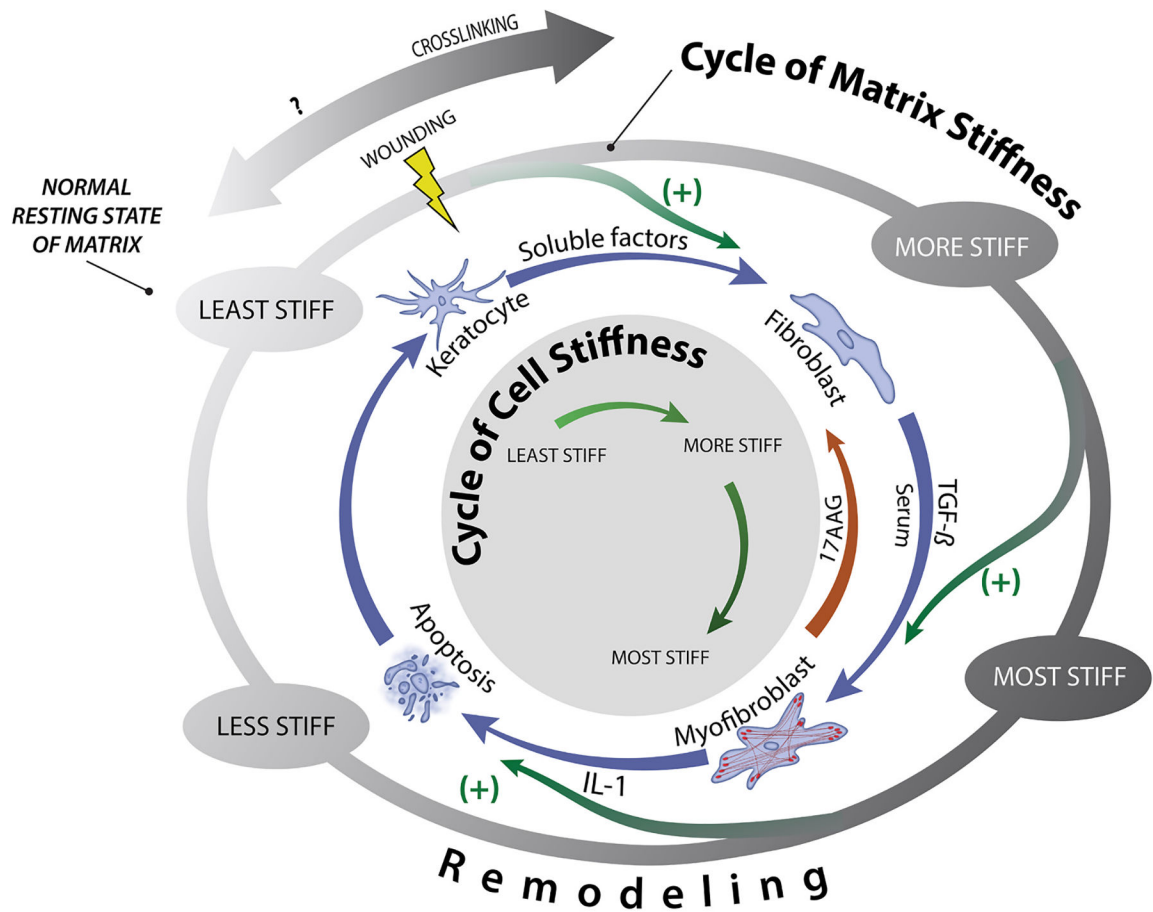 CROSSLINKING
?
Cycle of Matrix Stiffness
WOUNDING
NORMAL
RESTING STATE
OF MATRIX
(+)
Soluble factors
MORE STIFF
LEAST STIFF
Keratocyte
Fibroblast
Cycle of Cell Stiffness
LEAST STIFF
MORE STIFF
17AAG
Serum
TGF-ß
(+)
Apoptosis
MOST STIFF
MOST STIFF
Myofibroblast
LESS STIFF
IL-1
(+)
Remodeling